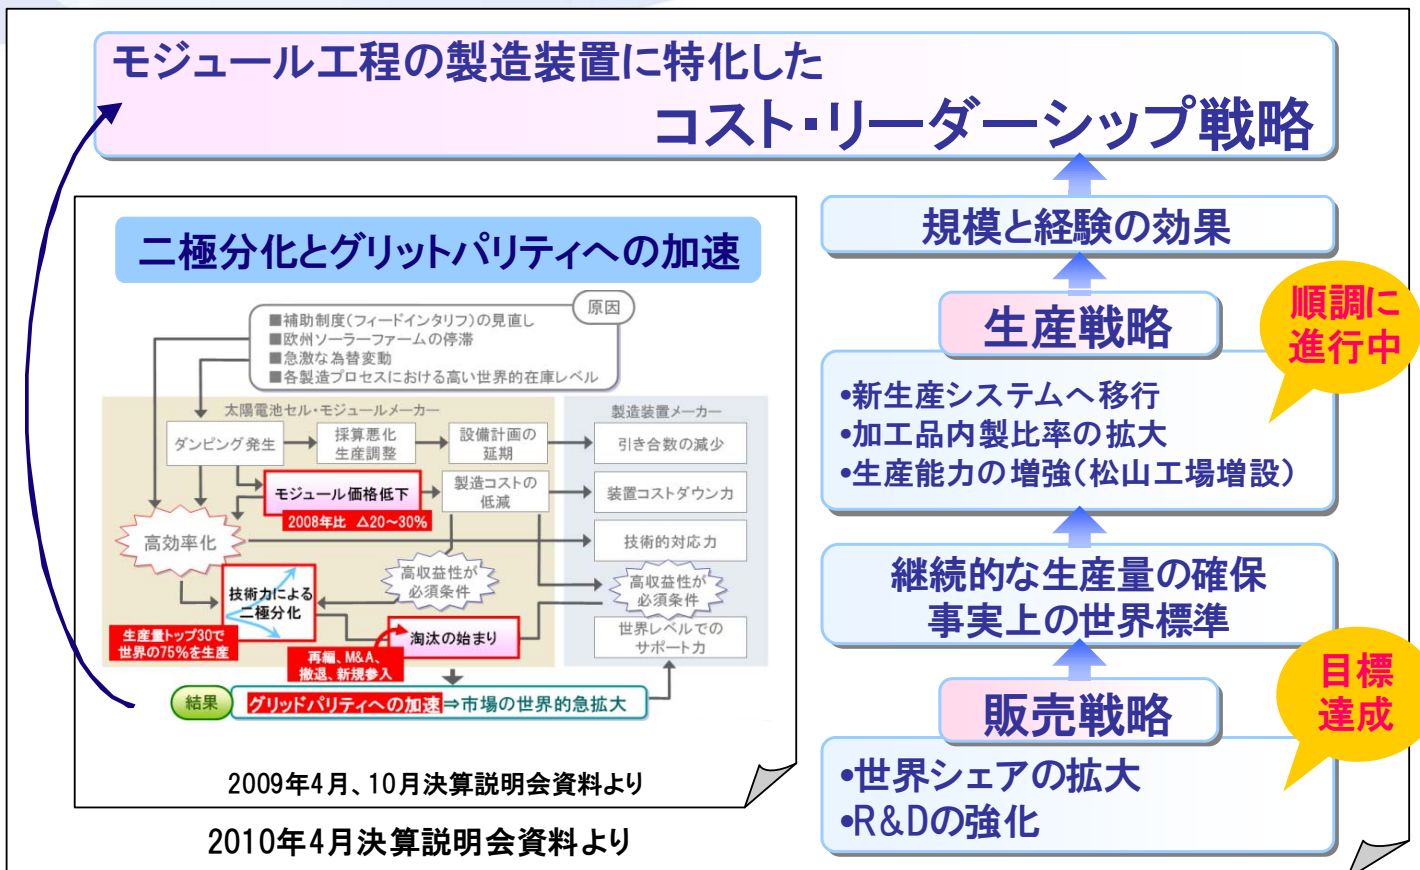 モジュール工程の製造装置に特化した
コスト・リーダーシップ戦略
二極分化とグリットパリティへの加速
原因
■補助制度(フィードインタリフ)の見直し
■欧州ソーラーファームの停滞
■急激な為替変動
■各製造プロセスにおける高い世界的在庫レベル
太陽電池セル・モジュールメーカー
製造装置メーカー
ダンピング発生
採算悪化
生産調整
設備計画の
延期
引き合数の減少
モジュール価格低下
2008年比 △20～30%
製造コストの
低減
装置コストダウン力
高効率化
技術的対応力
技術力による
二極分化
高収益性が
必須条件
高収益性が
必須条件
生産量トップ30で
世界の75%を生産
淘汰の始まり
再編、M&A、
撤退、新規参入
世界レベルでの
サポート力
結果
グリッドパリティへの加速⇒市場の世界的急拡大
2009年4月、10月決算説明会資料より
2010年4月決算説明会資料より
規模と経験の効果
生産戦略
順調に
進行中
•新生産システムへ移行
•加工品内製比率の拡大
•生産能力の増強(松山工場増設)
継続的な生産量の確保
事実上の世界標準
販売戦略
目標
達成
•世界シェアの拡大
•R&Dの強化